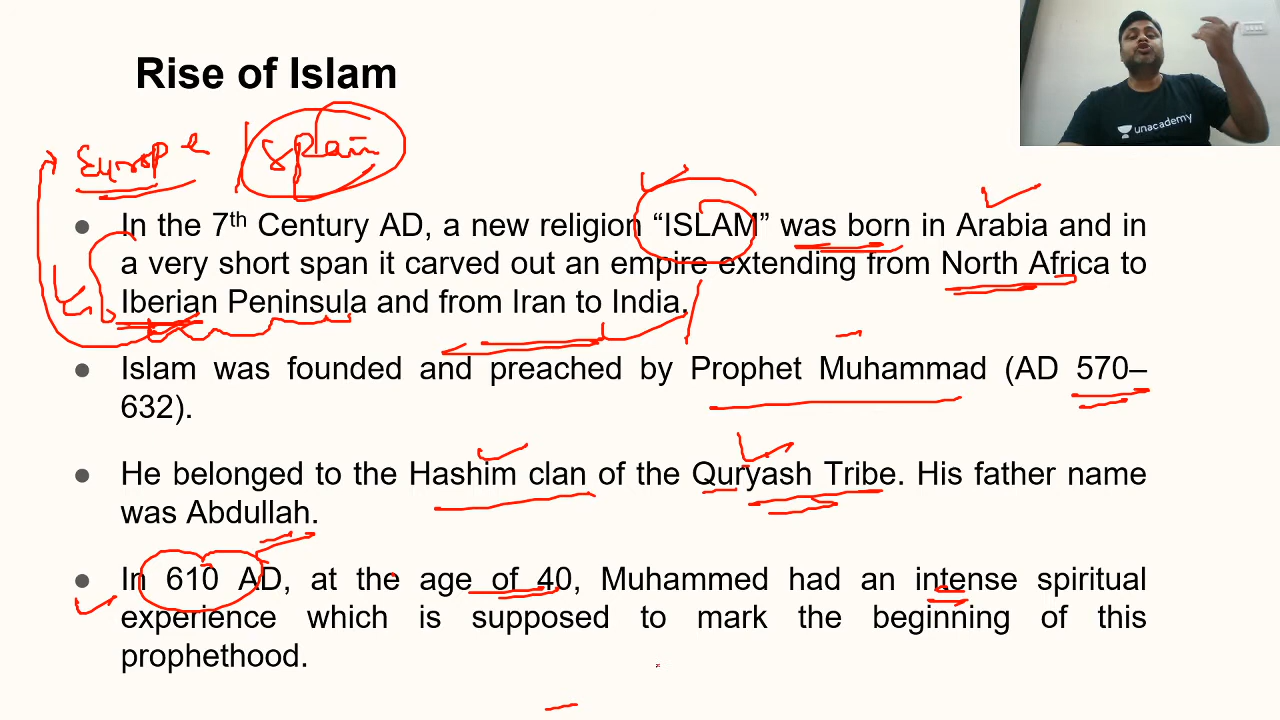 Rise of Islam
unacademy
Europe
Spain
● In the 7th Century AD, a new religion “ISLAM” was born in Arabia and in
a very short span it carved out an empire extending from North Africa to
Iberian Peninsula and from Iran to India.
● Islam was founded and preached by Prophet Muhammad (AD 570–
632).
● He belonged to the Hashim clan of the Quryash Tribe. His father name
was Abdullah.
● In 610 AD, at the age of 40, Muhammed had an intense spiritual
experience which is supposed to mark the beginning of this
prophethood.